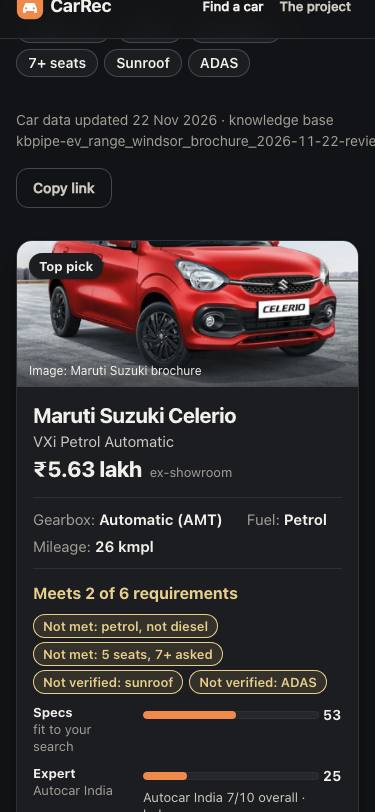 CarRec
Find a car The project
7+ seats Sunroof ADAS
Car data updated 22 Nov 2026 · knowledge base
kbpipe-ev_range_windsor_brochure_2026-11-22-revie
Copy link
Top pick
CELERIO
Image: Maruti Suzuki brochure
Maruti Suzuki Celerio
VXi Petrol Automatic
₹5.63 lakh ex-showroom
Gearbox: Automatic (AMT) Fuel: Petrol
Mileage: 26 kmpl
Meets 2 of 6 requirements
Not met: petrol, not diesel
Not met: 5 seats, 7+ asked
Not verified: sunroof Not verified: ADAS
Specs
fit to your
search
53
Expert
Autocar India
25
Autocar India 7/10 overall ·